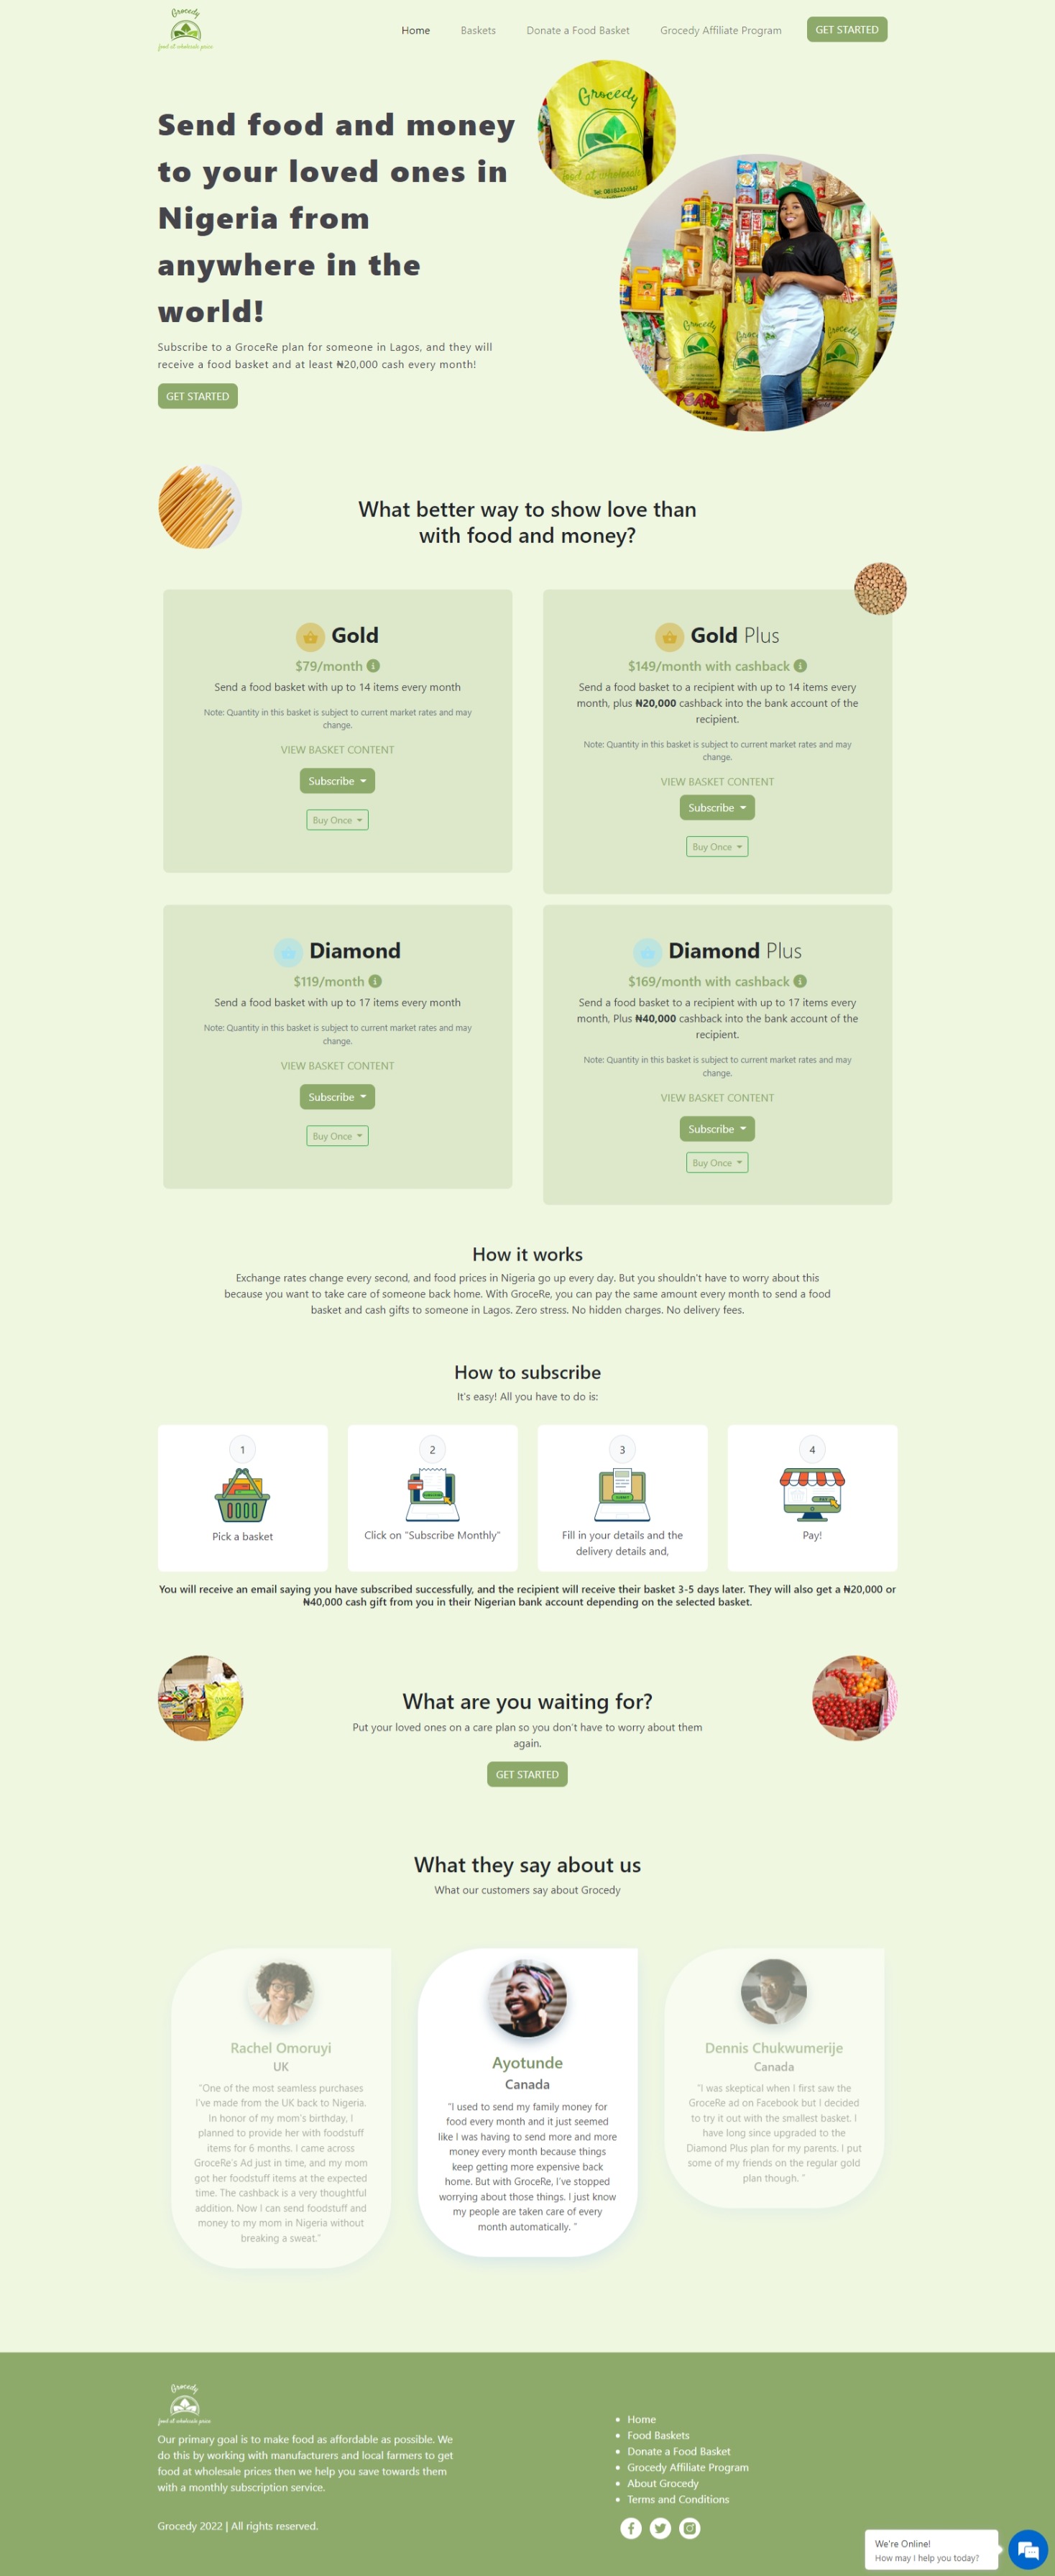 Grocedy
food at wholesale price
Home
Baskets
Donate a Food Basket
Grocedy Affiliate Program
GET STARTED
Send food and money
to your loved ones in
Nigeria from
anywhere in the
world!
Subscribe to a GroceRe plan for someone in Lagos, and they will
receive a food basket and at least ₦20,000 cash every month!
GET STARTED
Grocedy
food at wholesale
Grocedy
Grocedy
What better way to show love than
with food and money?
Gold
$79/month
Send a food basket with up to 14 items every month
Note: Quantity in this basket is subject to current market rates and may
change.
VIEW BASKET CONTENT
Subscribe
Buy Once
Gold Plus
$149/month with cashback
Send a food basket to a recipient with up to 14 items every
month, plus ₦20,000 cashback into the bank account of the
recipient.
Note: Quantity in this basket is subject to current market rates and may
change.
VIEW BASKET CONTENT
Subscribe
Buy Once
Diamond
$119/month
Send a food basket with up to 17 items every month
Note: Quantity in this basket is subject to current market rates and may
change.
VIEW BASKET CONTENT
Subscribe
Buy Once
Diamond Plus
$169/month with cashback
Send a food basket to a recipient with up to 17 items every
month, Plus ₦40,000 cashback into the bank account of the
recipient.
Note: Quantity in this basket is subject to current market rates and may
change.
VIEW BASKET CONTENT
Subscribe
Buy Once
How it works
Exchange rates change every second, and food prices in Nigeria go up every day. But you shouldn't have to worry about this
because you want to take care of someone back home. With GroceRe, you can pay the same amount every month to send a food
basket and cash gifts to someone in Lagos. Zero stress. No hidden charges. No delivery fees.
How to subscribe
It's easy! All you have to do is:
1
Pick a basket
2
Click on "Subscribe Monthly"
3
Fill in your details and the
delivery details and,
4
Pay!
You will receive an email saying you have subscribed successfully, and the recipient will receive their basket 3-5 days later. They will also get a ₦20,000 or
₦40,000 cash gift from you in their Nigerian bank account depending on the selected basket.
What are you waiting for?
Put your loved ones on a care plan so you don't have to worry about them
again.
GET STARTED
What they say about us
What our customers say about Grocedy
Rachel Omoruyi
UK
"One of the most seamless purchases
I've made from the UK back to Nigeria.
In honor of my mom's birthday, I
planned to provide her with foodstuff
items for 6 months. I came across
GroceRe's Ad just in time, and my mom
got her foodstuff items at the expected
time. The cashback is a very thoughtful
addition. Now I can send foodstuff and
money to my mom in Nigeria without
breaking a sweat."
Ayotunde
Canada
"I used to send my family money for
food every month and it just seemed
like I was having to send more and more
money every month because things
keep getting more expensive back
home. But with GroceRe, I've stopped
worrying about those things. I just know
my people are taken care of every
month automatically. "
Dennis Chukwumerije
Canada
"I was skeptical when I first saw the
GroceRe ad on Facebook but I decided
to try it out with the smallest basket. I
have long since upgraded to the
Diamond Plus plan for my parents. I put
some of my friends on the regular gold
plan though. "
Grocedy
food at wholesale price
Our primary goal is to make food as affordable as possible. We
do this by working with manufacturers and local farmers to get
food at wholesale prices then we help you save towards them
with a monthly subscription service.
Grocedy 2022 | All rights reserved.
Home
Food Baskets
Donate a Food Basket
Grocedy Affiliate Program
About Grocedy
Terms and Conditions
We're Online!
How may I help you today?